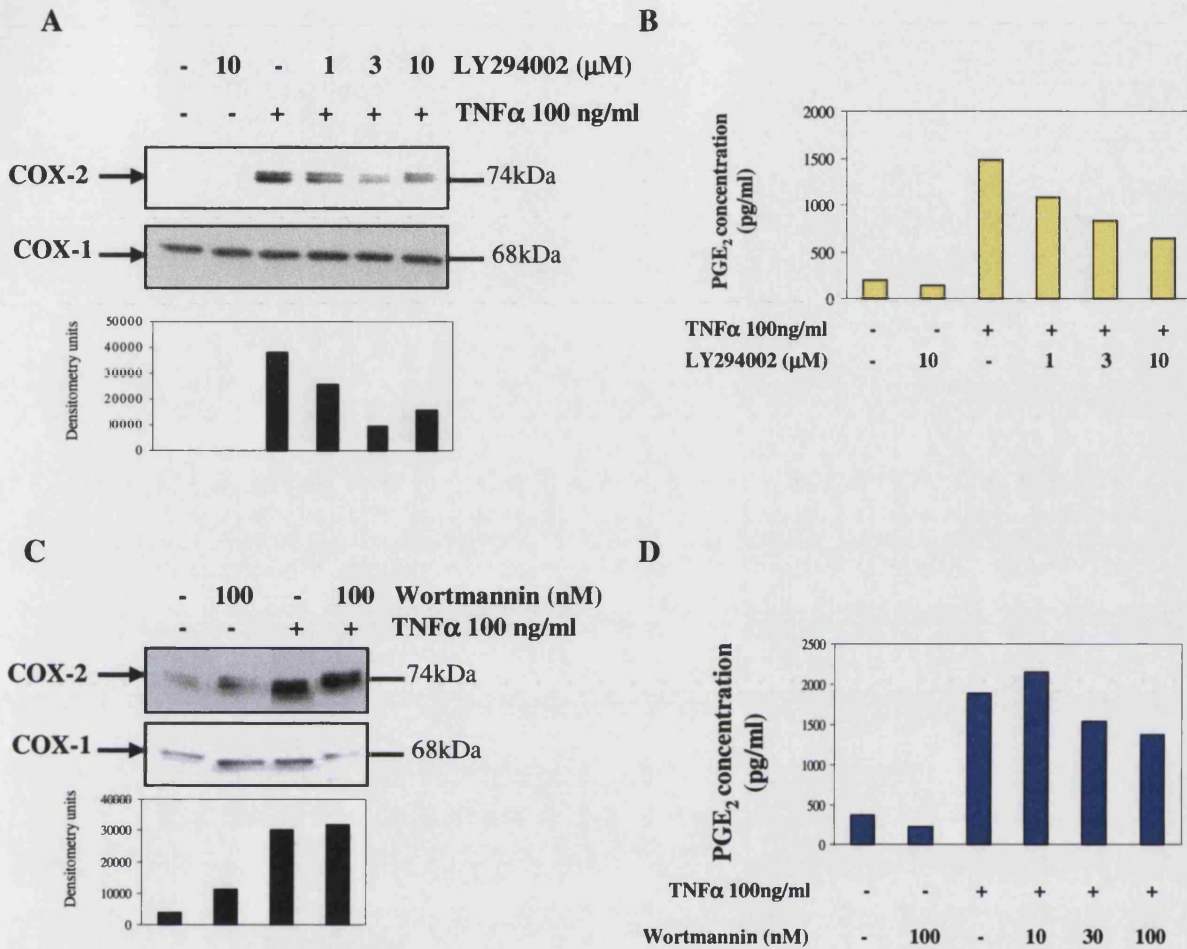 A
- 10 - 1 3 10 LY294002 (µM)
- - + + + + TNFα 100 ng/ml
COX-2 74kDa
COX-1 68kDa
Densitometry units
50000
40000
30000
20000
10000
0
B
PGE2 concentration
(pg/ml)
2000
1500
1000
500
0
TNFα 100ng/ml - - + + + +
LY294002 (µM) - 10 - 1 3 10
C
- 100 - 100 Wortmannin (nM)
- - + + TNFα 100 ng/ml
COX-2 74kDa
COX-1 68kDa
Densitometry units
40000
30000
20000
10000
0
D
PGE2 concentration
(pg/ml)
2500
2000
1500
1000
500
0
TNFα 100ng/ml - - + + + +
Wortmannin (nM) - 100 - 10 30 100